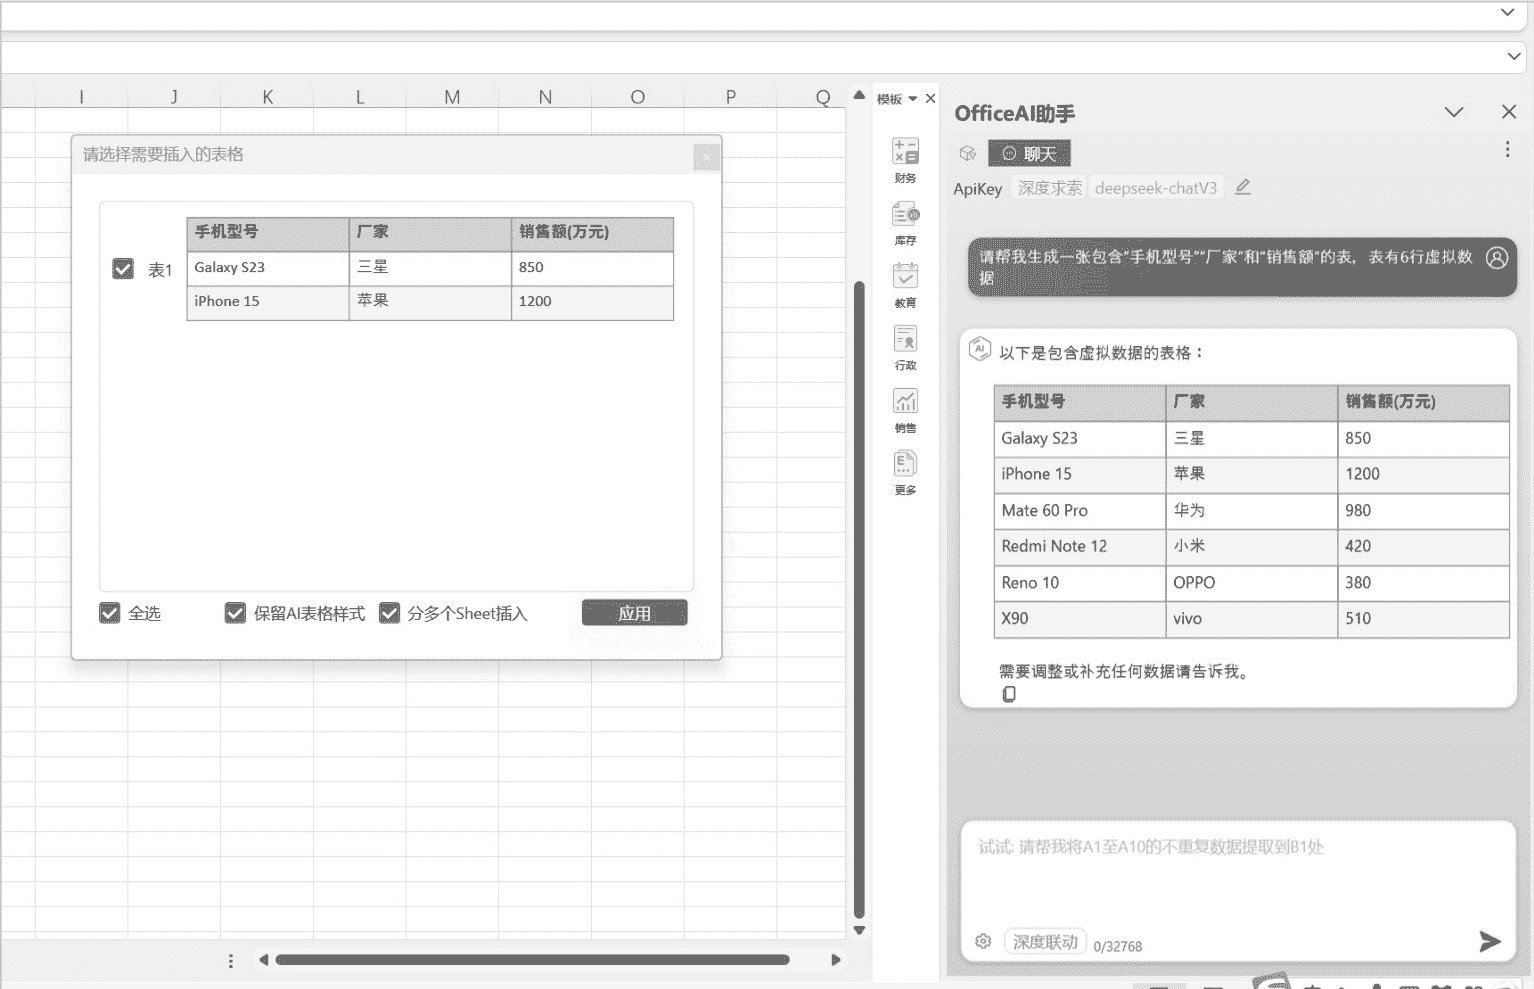 I J K L M N O P Q
请选择需要插入的表格
×
手机型号 厂家 销售额(万元)
表1 Galaxy S23 三星 850
iPhone 15 苹果 1200
全选 保留AI表格样式 分多个Sheet插入 应用
模板
财务
库存
教育
行政
销售
更多
OfficeAI助手
聊天
ApiKey 深度求索 deepseek-chatV3
请帮我生成一张包含“手机型号”“厂家”和“销售额”的表，表有6行虚拟数
据
AI 以下是包含虚拟数据的表格：
手机型号 厂家 销售额(万元)
Galaxy S23 三星 850
iPhone 15 苹果 1200
Mate 60 Pro 华为 980
Redmi Note 12 小米 420
Reno 10 OPPO 380
X90 vivo 510
需要调整或补充任何数据请告诉我。
试试: 请帮我将A1至A10的不重复数据提取到B1处
深度联动 0/32768